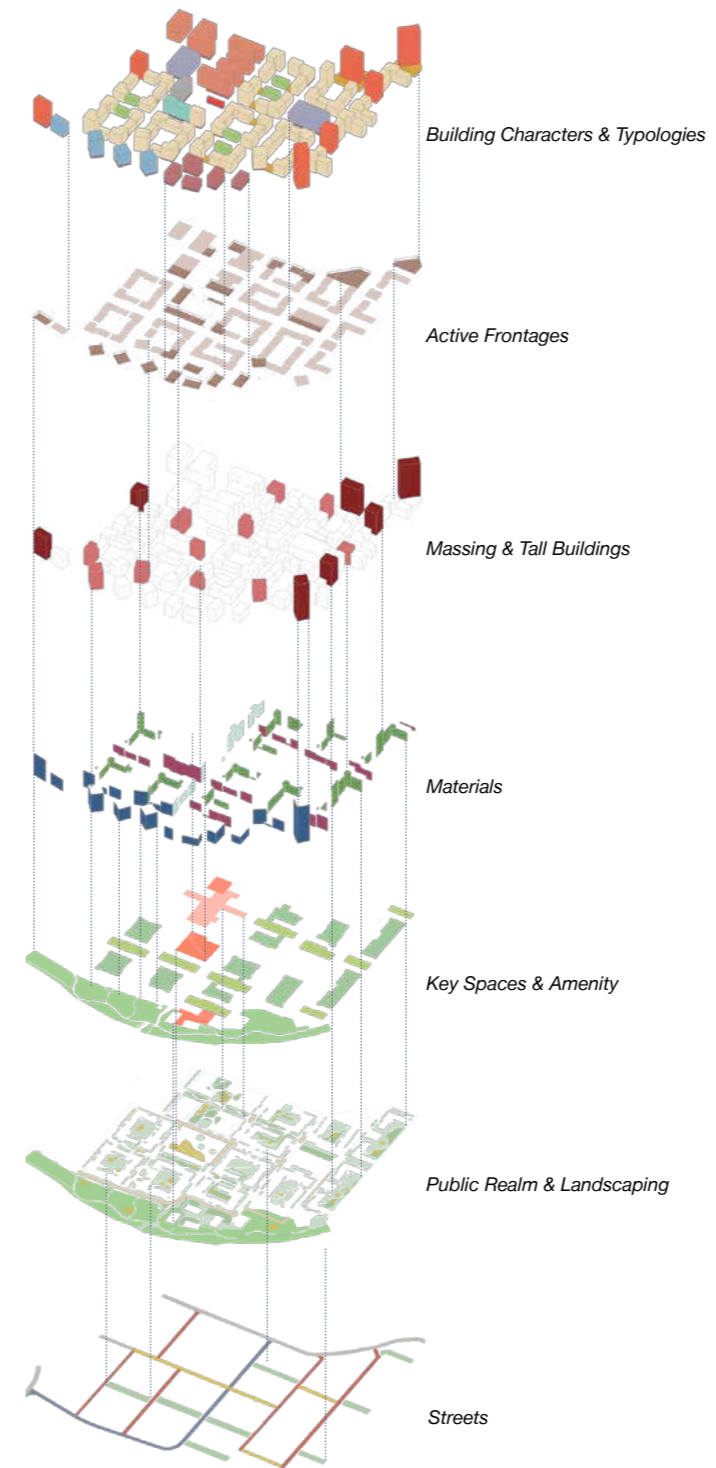 Building Characters & Typologies
Active Frontages
Massing & Tall Buildings
Materials
Key Spaces & Amenity
Public Realm & Landscaping
Streets